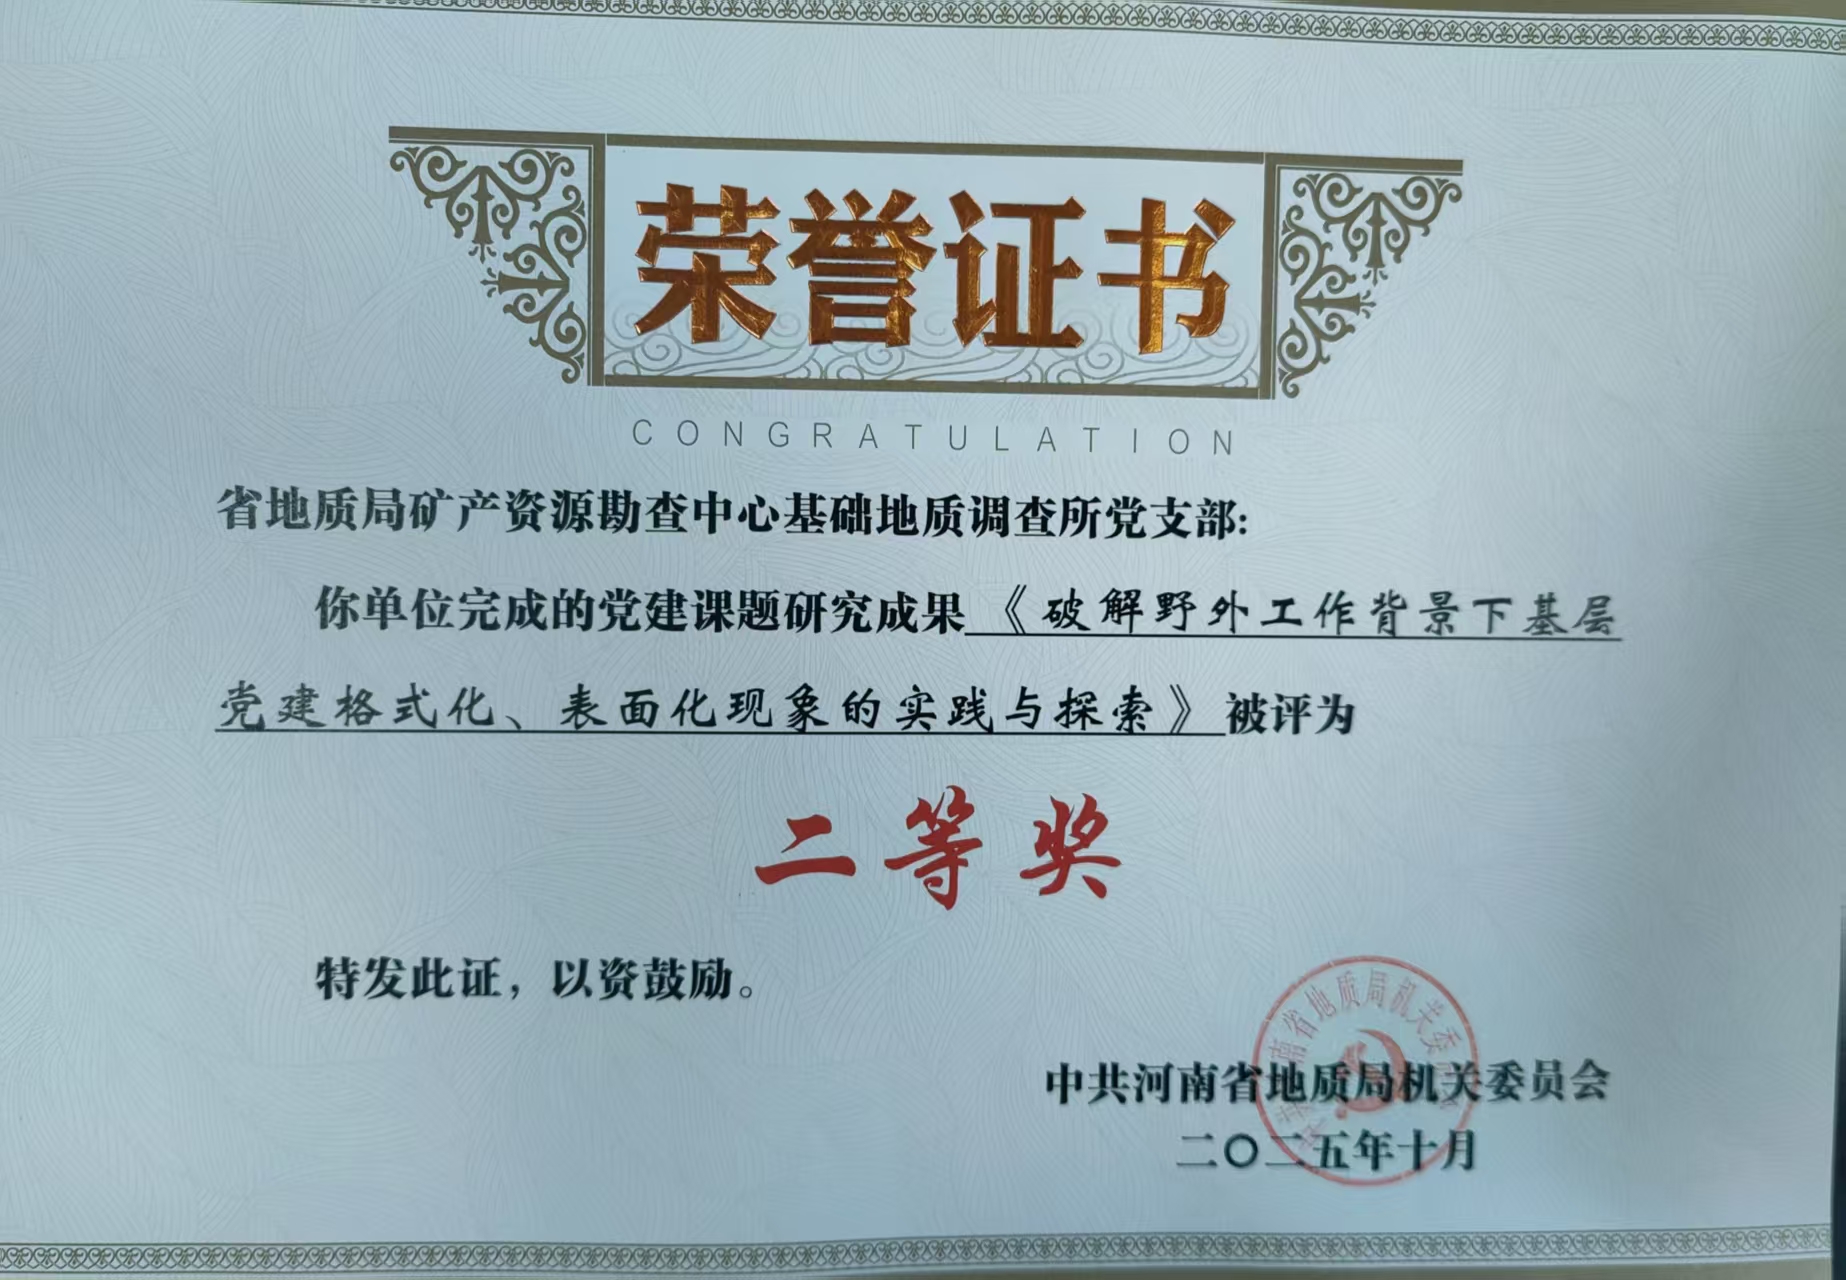 荣誉证书
CONGRATULATION
省地质局矿产资源勘查中心基础地质调查所党支部:
你单位完成的党建课题研究成果《破解野外工作背景下基层
党建格式化、表面化现象的实践与探索》被评为
二等奖
特发此证，以资鼓励。
中共河南省地质局机关委员会
二〇二五年十月